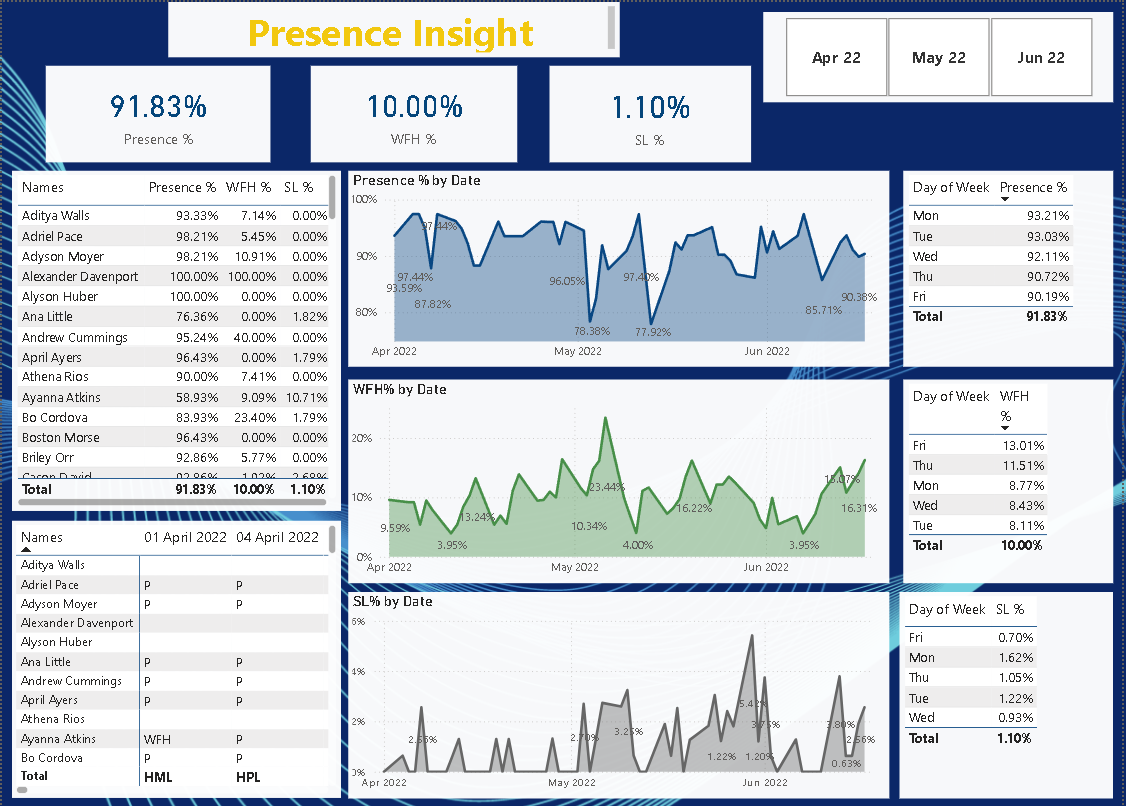 Presence Insight
Apr 22 May 22 Jun 22
91.83%
Presence %
10.00%
WFH %
1.10%
SL %
Names Presence % WFH % SL %
Aditya Walls 93.33% 7.14% 0.00%
Adriel Pace 98.21% 5.45% 0.00%
Adyson Moyer 98.21% 10.91% 0.00%
Alexander Davenport 100.00% 100.00% 0.00%
Alyson Huber 100.00% 0.00% 0.00%
Ana Little 76.36% 0.00% 1.82%
Andrew Cummings 95.24% 40.00% 0.00%
April Ayers 96.43% 0.00% 1.79%
Athena Rios 90.00% 7.41% 0.00%
Ayanna Atkins 58.93% 9.09% 10.71%
Bo Cordova 83.93% 23.40% 1.79%
Boston Morse 96.43% 0.00% 0.00%
Briley Orr 92.86% 5.77% 0.00%
Cason David 92.86% 1.92% 2.68%
Total 91.83% 10.00% 1.10%
Presence % by Date
100%
90%
80%
97.44%
97.44%
93.59%
87.82%
96.05%
78.38%
97.40%
77.92%
85.71%
90.38%
Apr 2022 May 2022 Jun 2022
Day of Week Presence %
Mon 93.21%
Tue 93.03%
Wed 92.11%
Thu 90.72%
Fri 90.19%
Total 91.83%
WFH% by Date
20%
10%
0%
9.59%
3.95%
13.24%
10.34%
23.44%
4.00%
16.22%
3.95%
15.07%
16.31%
Apr 2022 May 2022 Jun 2022
Day of Week WFH
%
Fri 13.01%
Thu 11.51%
Mon 8.77%
Wed 8.43%
Tue 8.11%
Total 10.00%
Names 01 April 2022 04 April 2022
Aditya Walls
Adriel Pace P P
Adyson Moyer P P
Alexander Davenport
Alyson Huber
Ana Little P P
Andrew Cummings P P
April Ayers P P
Athena Rios
Ayanna Atkins WFH P
Bo Cordova P P
Total HML HPL
SL% by Date
6%
4%
2%
0%
2.70%
3.25%
1.22%
5.42%
1.20%
3.75%
3.80%
0.63%
2.56%
Apr 2022 May 2022 Jun 2022
Day of Week SL %
Fri 0.70%
Mon 1.62%
Thu 1.05%
Tue 1.22%
Wed 0.93%
Total 1.10%